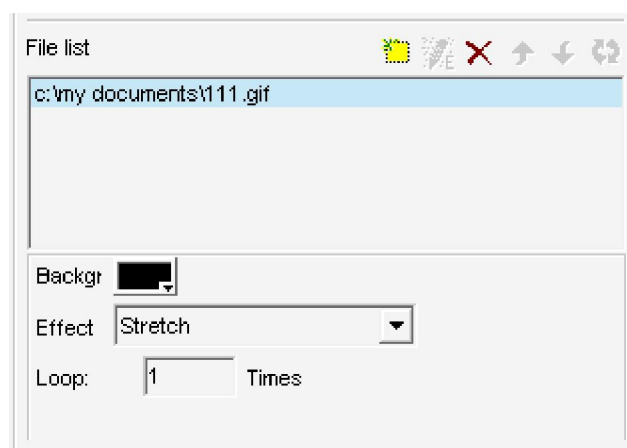 File list
c:\my documents\111.gif
Backgr
Effect Stretch
Loop: 1 Times